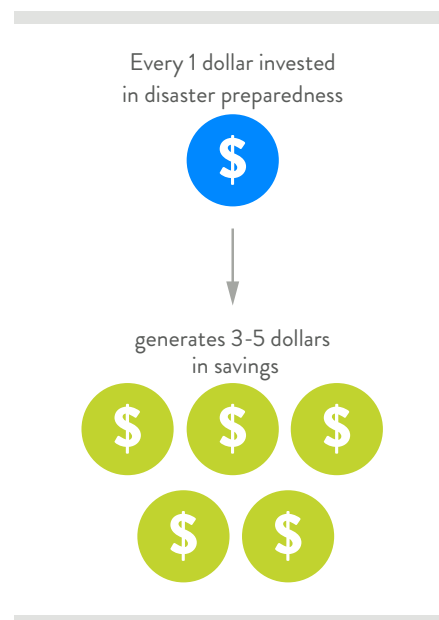 Every 1 dollar invested
in disaster preparedness
$
generates 3-5 dollars
in savings
$ $ $
$ $